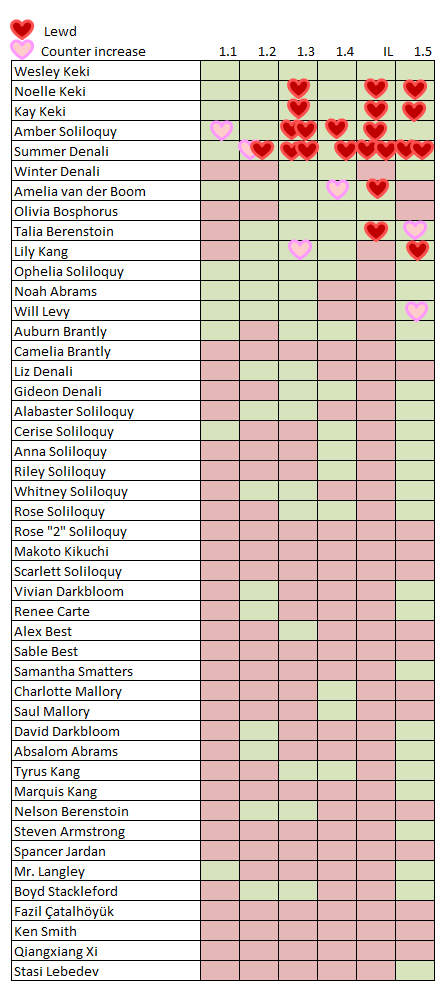 Lewd
Counter increase 1.1 1.2 1.3 1.4 IL 1.5
Wesley Keki
Noelle Keki
Kay Keki
Amber Soliloquy
Summer Denali
Winter Denali
Amelia van der Boom
Olivia Bosphorus
Talia Berenstoin
Lily Kang
Ophelia Soliloquy
Noah Abrams
Will Levy
Auburn Brantly
Camelia Brantly
Liz Denali
Gideon Denali
Alabaster Soliloquy
Cerise Soliloquy
Anna Soliloquy
Riley Soliloquy
Whitney Soliloquy
Rose Soliloquy
Rose "2" Soliloquy
Makoto Kikuchi
Scarlett Soliloquy
Vivian Darkbloom
Renee Carte
Alex Best
Sable Best
Samantha Smatters
Charlotte Mallory
Saul Mallory
David Darkbloom
Absalom Abrams
Tyrus Kang
Marquis Kang
Nelson Berenstoin
Steven Armstrong
Spancer Jardan
Mr. Langley
Boyd Stackleford
Fazil Çatalhöyük
Ken Smith
Qiangxiang Xi
Stasi Lebedev